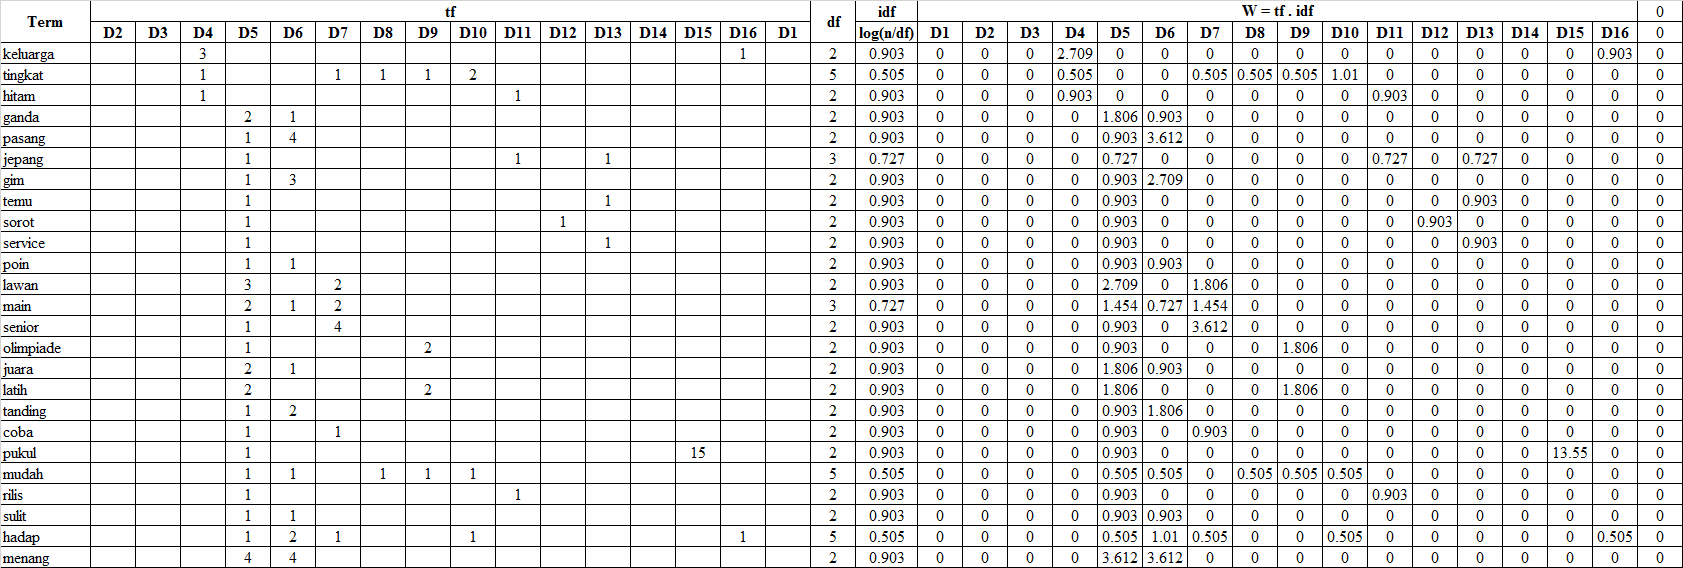 Term tf df idf W = tf . idf 0
D2 D3 D4 D5 D6 D7 D8 D9 D10 D11 D12 D13 D14 D15 D16 D1 log(n/df) D1 D2 D3 D4 D5 D6 D7 D8 D9 D10 D11 D12 D13 D14 D15 D16 0
keluarga 3 1 2 0.903 0 0 0 2.709 0 0 0 0 0 0 0 0 0 0 0 0.903 0
tingkat 1 1 1 1 2 5 0.505 0 0 0 0.505 0 0 0.505 0.505 0.505 1.01 0 0 0 0 0 0 0
hitam 1 1 2 0.903 0 0 0 0.903 0 0 0 0 0 0 0.903 0 0 0 0 0 0
ganda 2 1 2 0.903 0 0 0 0 1.806 0.903 0 0 0 0 0 0 0 0 0 0 0
pasang 1 4 2 0.903 0 0 0 0 0.903 3.612 0 0 0 0 0 0 0 0 0 0 0
jepang 1 1 1 3 0.727 0 0 0 0 0.727 0 0 0 0 0 0.727 0 0.727 0 0 0 0
gim 1 3 2 0.903 0 0 0 0 0.903 2.709 0 0 0 0 0 0 0 0 0 0 0
temu 1 1 2 0.903 0 0 0 0 0.903 0 0 0 0 0 0 0 0.903 0 0 0 0
sorot 1 1 2 0.903 0 0 0 0 0.903 0 0 0 0 0 0 0.903 0 0 0 0 0
service 1 1 2 0.903 0 0 0 0 0.903 0 0 0 0 0 0 0 0.903 0 0 0 0
poin 1 1 2 0.903 0 0 0 0 0.903 0.903 0 0 0 0 0 0 0 0 0 0 0
lawan 3 2 2 0.903 0 0 0 0 2.709 0 1.806 0 0 0 0 0 0 0 0 0 0
main 2 1 2 3 0.727 0 0 0 0 1.454 0.727 1.454 0 0 0 0 0 0 0 0 0 0
senior 1 4 2 0.903 0 0 0 0 0.903 0 3.612 0 0 0 0 0 0 0 0 0 0
olimpiade 1 2 2 0.903 0 0 0 0 0.903 0 0 0 1.806 0 0 0 0 0 0 0 0
juara 2 1 2 0.903 0 0 0 0 1.806 0.903 0 0 0 0 0 0 0 0 0 0 0
latih 2 2 2 0.903 0 0 0 0 1.806 0 0 0 1.806 0 0 0 0 0 0 0 0
tanding 1 2 2 0.903 0 0 0 0 0.903 1.806 0 0 0 0 0 0 0 0 0 0 0
coba 1 1 2 0.903 0 0 0 0 0.903 0 0.903 0 0 0 0 0 0 0 0 0 0
pukul 1 15 2 0.903 0 0 0 0 0.903 0 0 0 0 0 0 0 0 0 13.55 0 0
mudah 1 1 1 1 1 5 0.505 0 0 0 0 0.505 0.505 0 0.505 0.505 0.505 0 0 0 0 0 0 0
rilis 1 1 2 0.903 0 0 0 0 0.903 0 0 0 0 0 0.903 0 0 0 0 0 0
sulit 1 1 2 0.903 0 0 0 0 0.903 0.903 0 0 0 0 0 0 0 0 0 0 0
hadap 1 2 1 1 1 5 0.505 0 0 0 0 0.505 1.01 0.505 0 0 0.505 0 0 0 0 0 0.505 0
menang 4 4 2 0.903 0 0 0 0 3.612 3.612 0 0 0 0 0 0 0 0 0 0 0